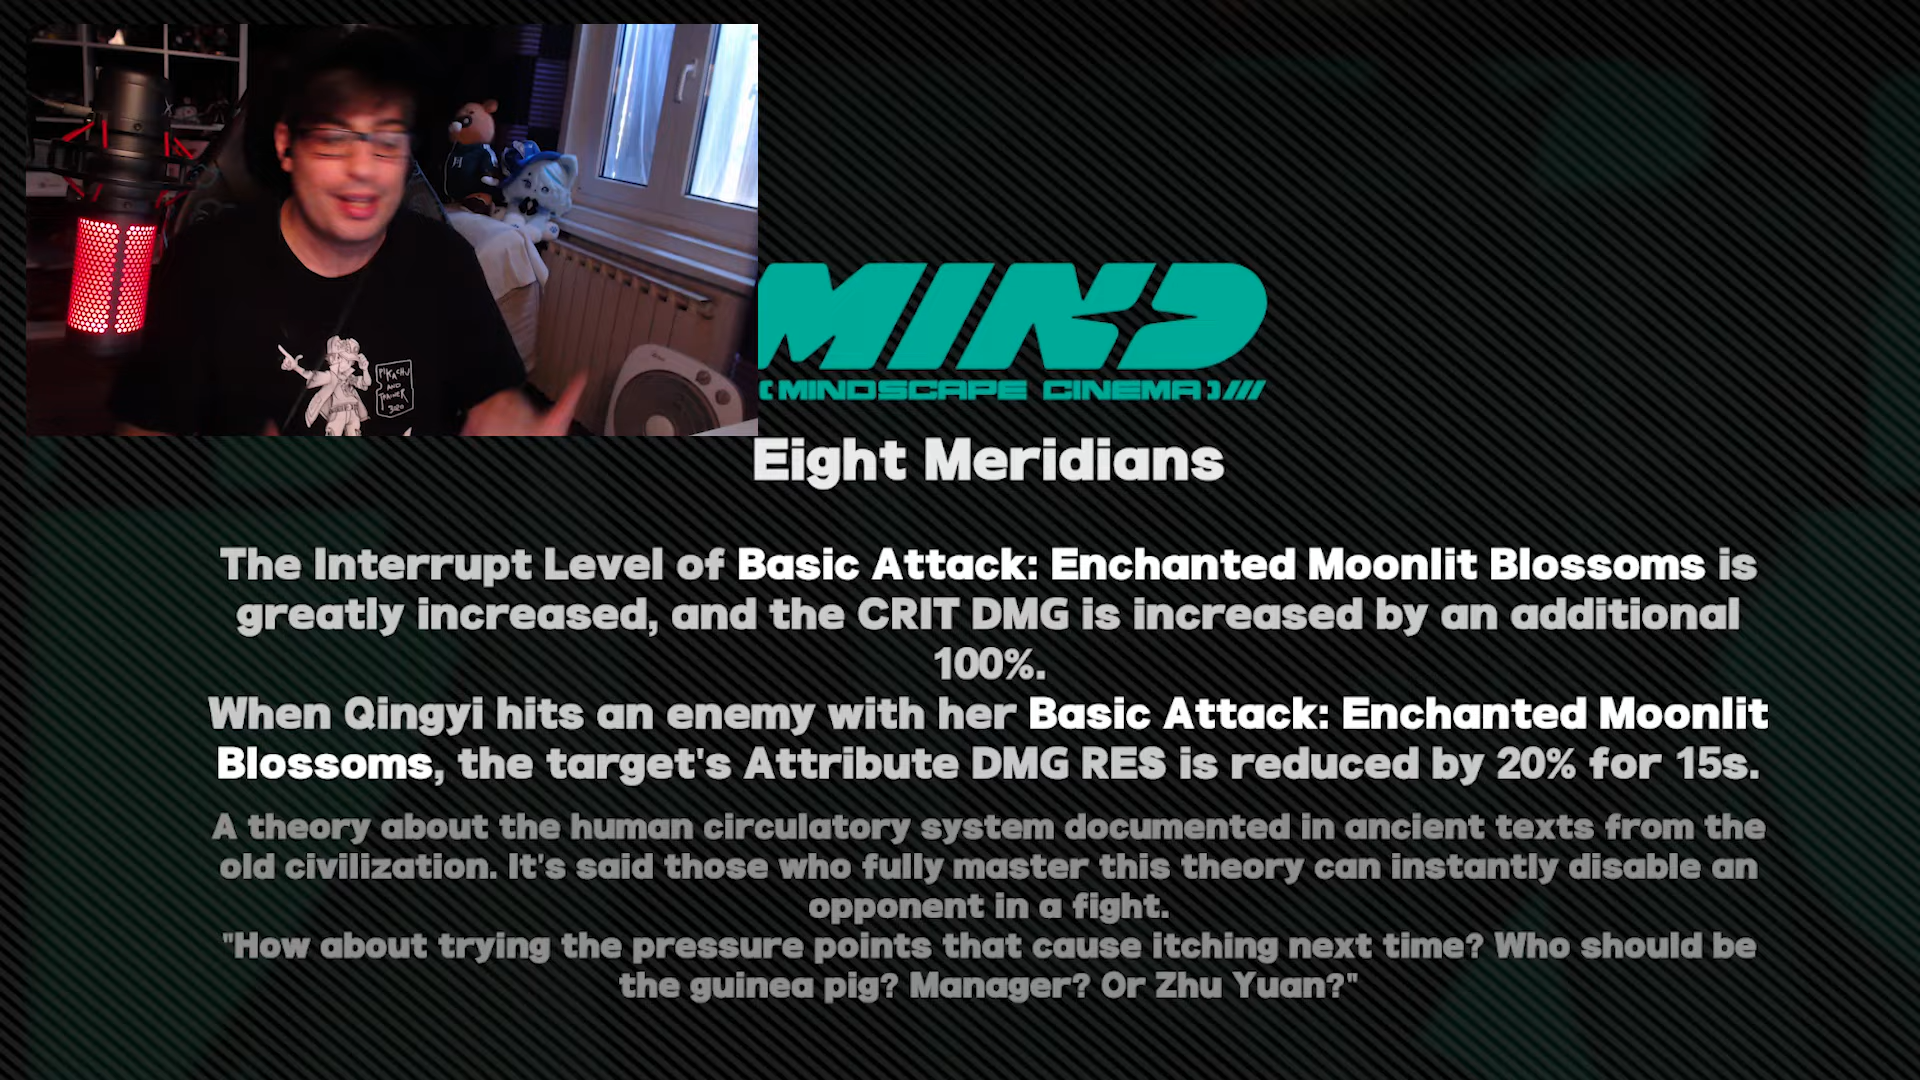 PIKACHU
AND
TRAINER
MIND
(MINDSCAPE CINEMA)///
Eight Meridians
The Interrupt Level of Basic Attack: Enchanted Moonlit Blossoms is
greatly increased, and the CRIT DMG is increased by an additional
100%.
When Qingyi hits an enemy with her Basic Attack: Enchanted Moonlit
Blossoms, the target's Attribute DMG RES is reduced by 20% for 15s.
A theory about the human circulatory system documented in ancient texts from the
old civilization. It's said those who fully master this theory can instantly disable an
opponent in a fight.
"How about trying the pressure points that cause itching next time? Who should be
the guinea pig? Manager? Or Zhu Yuan?"